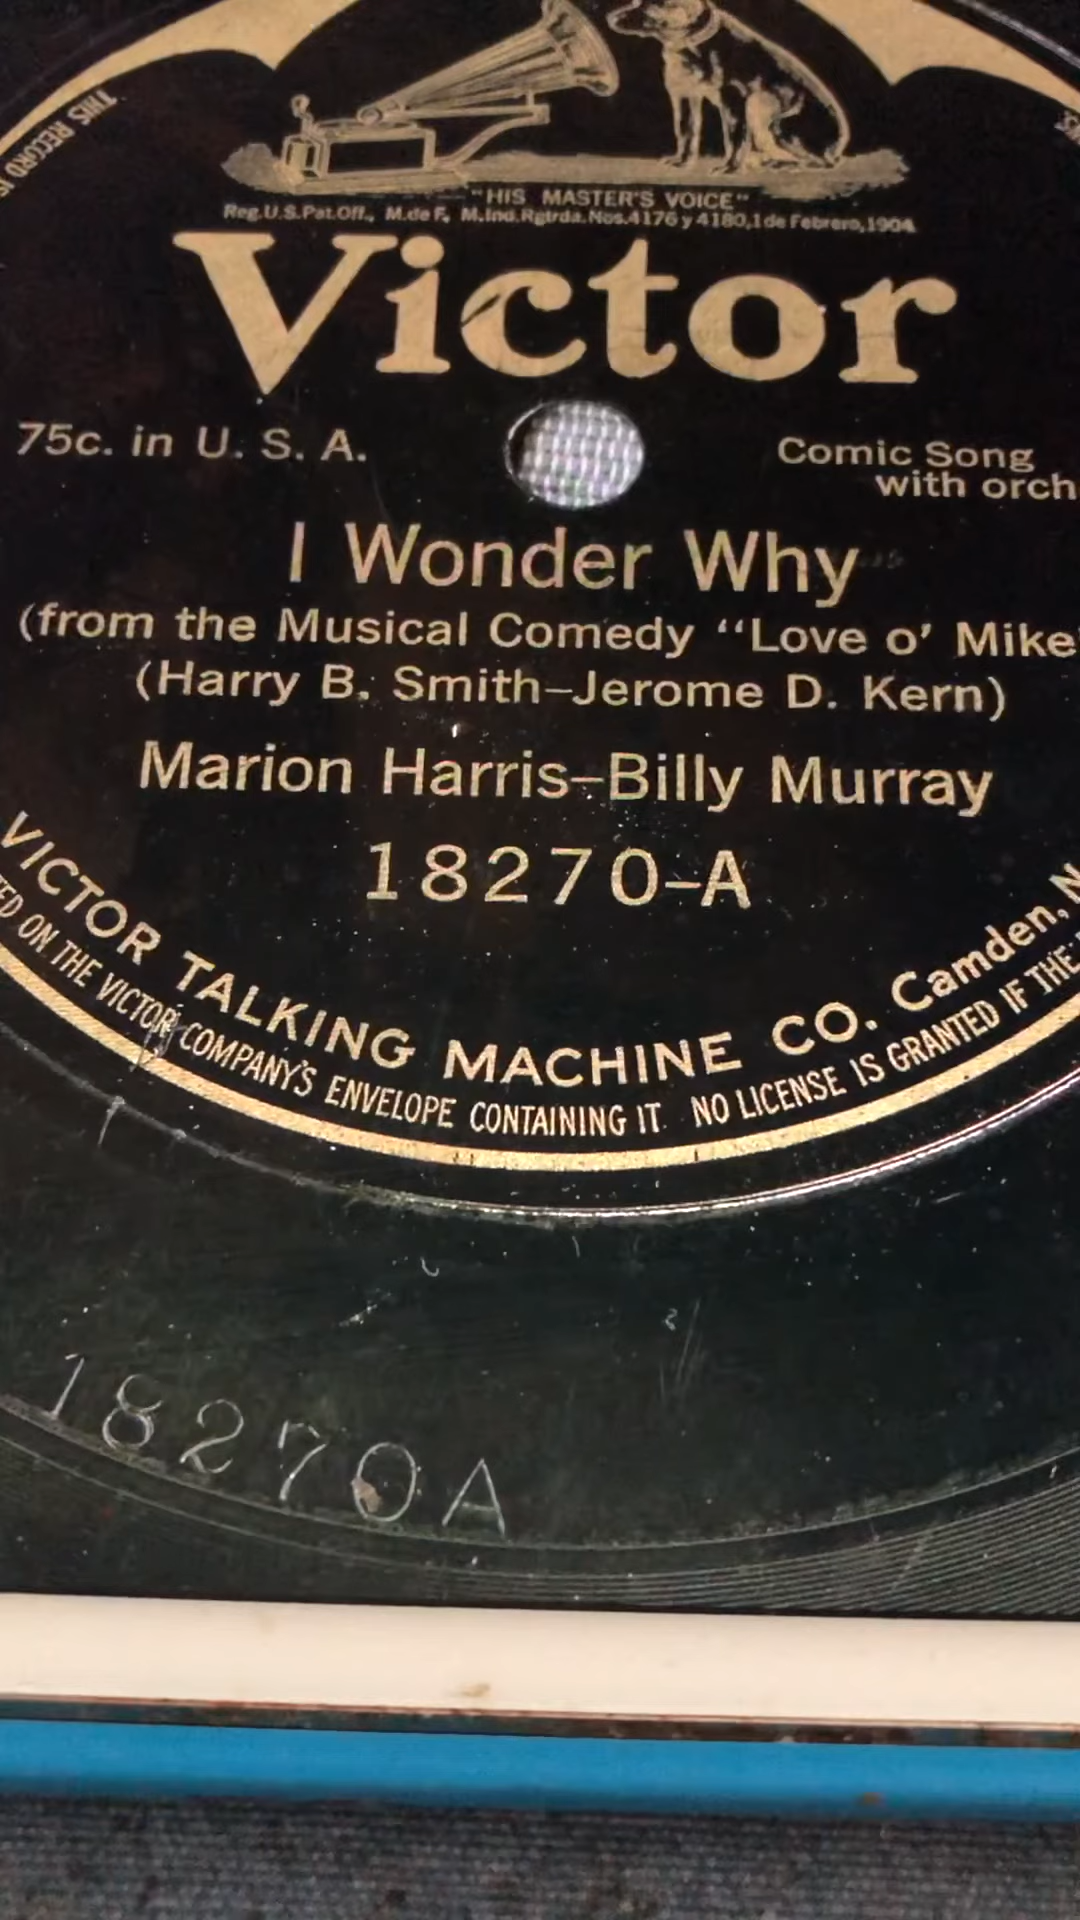 THIS RECORD IS
"HIS MASTER'S VOICE"
Reg.U.S.Pat.Off., M.de F., M.Ind.Rgtrda.Nos.4176 y 4180,1 de Febrero,1904
Victor
75c. in U. S. A.
Comic Song
with orch
I Wonder Why
(from the Musical Comedy “Love o’ Mike
(Harry B. Smith–Jerome D. Kern)
Marion Harris–Billy Murray
18270–A
VICTOR TALKING MACHINE CO. Camden, N
ED ON THE VICTOR COMPANY'S ENVELOPE CONTAINING IT. NO LICENSE IS GRANTED IF THE
18270A